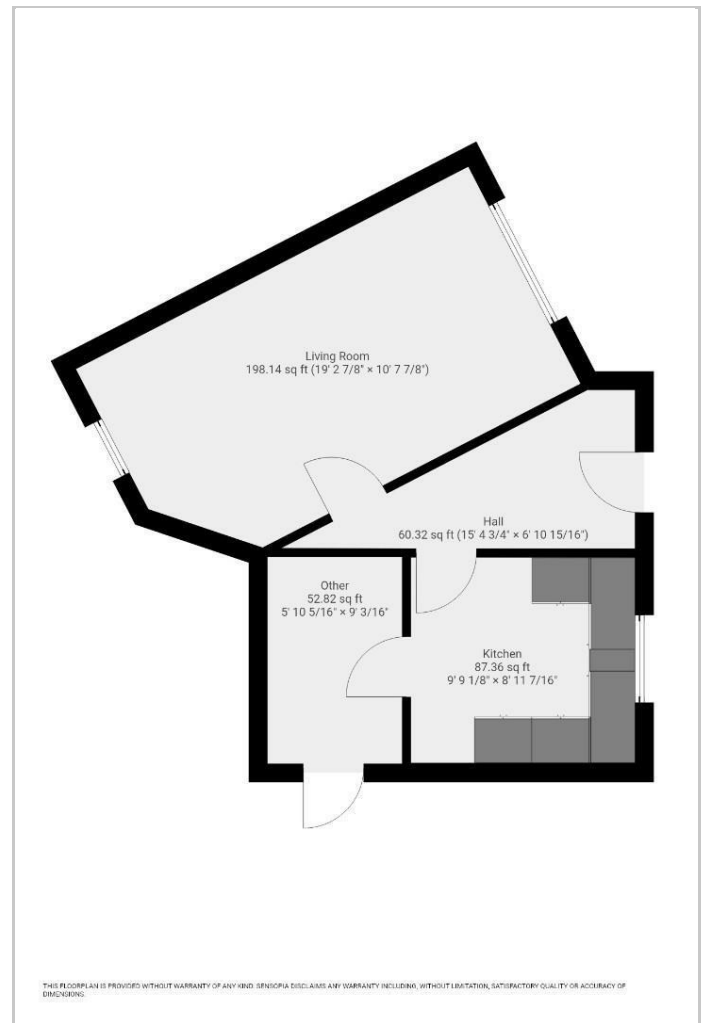 Living Room
198.14 sq ft (19' 2 7/8" × 10' 7 7/8")
Hall
60.32 sq ft (15' 4 3/4" × 6' 10 15/16")
Other
52.82 sq ft
5' 10 5/16" × 9' 3/16"
Kitchen
87.36 sq ft
9' 9 1/8" × 8' 11 7/16"
THIS FLOORPLAN IS PROVIDED WITHOUT WARRANTY OF ANY KIND. SENSOPIA DISCLAIMS ANY WARRANTY INCLUDING, WITHOUT LIMITATION, SATISFACTORY QUALITY OR ACCURACY OF
DIMENSIONS.